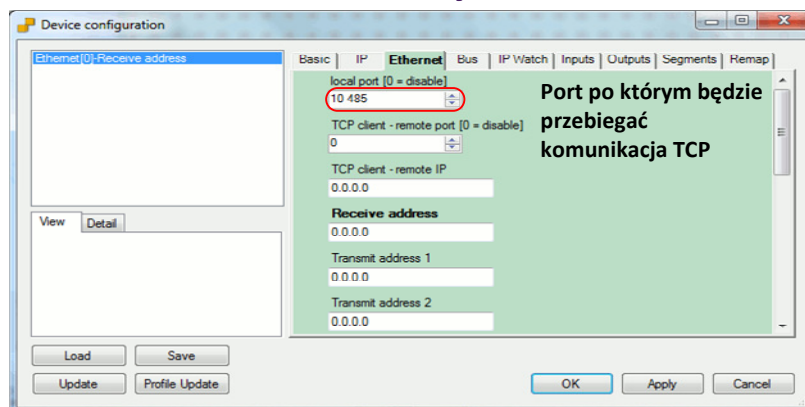 Device configuration
Ethernet[0]-Receive address
Basic IP Ethernet Bus IP Watch Inputs Outputs Segments Remap
local port [0 = disable]
10 485
Port po którym będzie
przebiegać
komunikacja TCP
TCP client - remote port [0 = disable]
0
TCP client - remote IP
0.0.0.0
Receive address
0.0.0.0
Transmit address 1
0.0.0.0
Transmit address 2
0.0.0.0
View Detail
Load Save
Update Profile Update
OK Apply Cancel